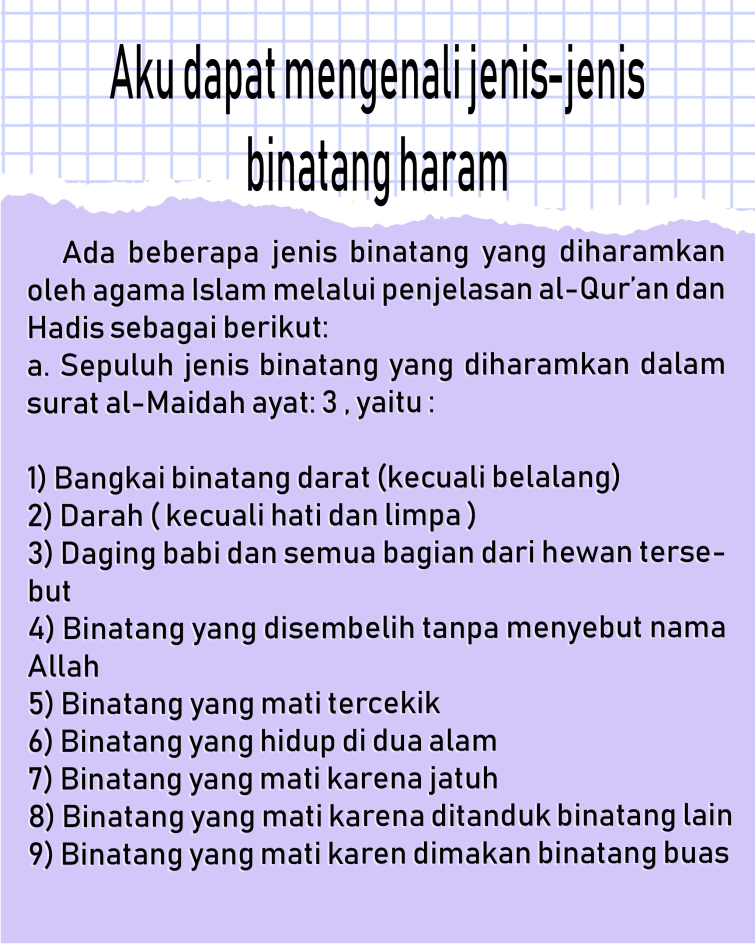 Aku dapat mengenali jenis-jenis
binatang haram
Ada beberapa jenis binatang yang diharamkan
oleh agama Islam melalui penjelasan al-Qur'an dan
Hadis sebagai berikut:
a. Sepuluh jenis binatang yang diharamkan dalam
surat al-Maidah ayat: 3 , yaitu :
1) Bangkai binatang darat (kecuali belalang)
2) Darah ( kecuali hati dan limpa )
3) Daging babi dan semua bagian dari hewan terse-
but
4) Binatang yang disembelih tanpa menyebut nama
Allah
5) Binatang yang mati tercekik
6) Binatang yang hidup di dua alam
7) Binatang yang mati karena jatuh
8) Binatang yang mati karena ditanduk binatang lain
9) Binatang yang mati karen dimakan binatang buas